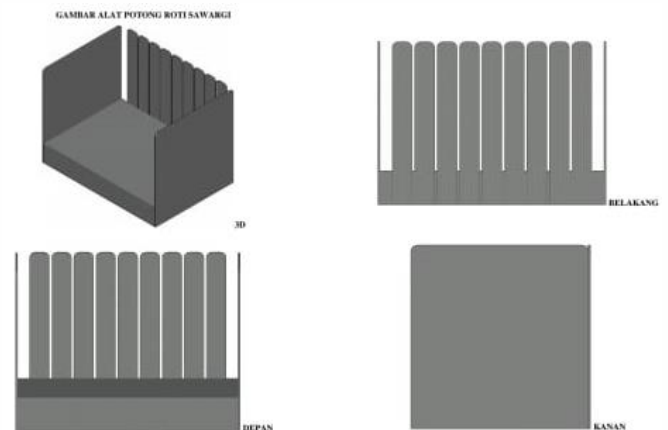 GAMBAR ALAT POTONG ROTI SAWARGI
3D
BELAKANG
DEPAN
KANAN